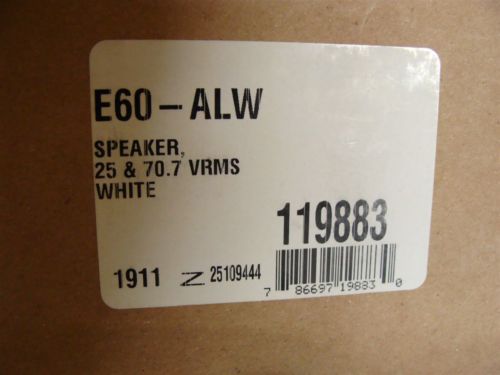 E60-ALW
SPEAKER,
25 & 70.7 VRMS
WHITE
119883
1911 N 25109444
7 86697 19883 0